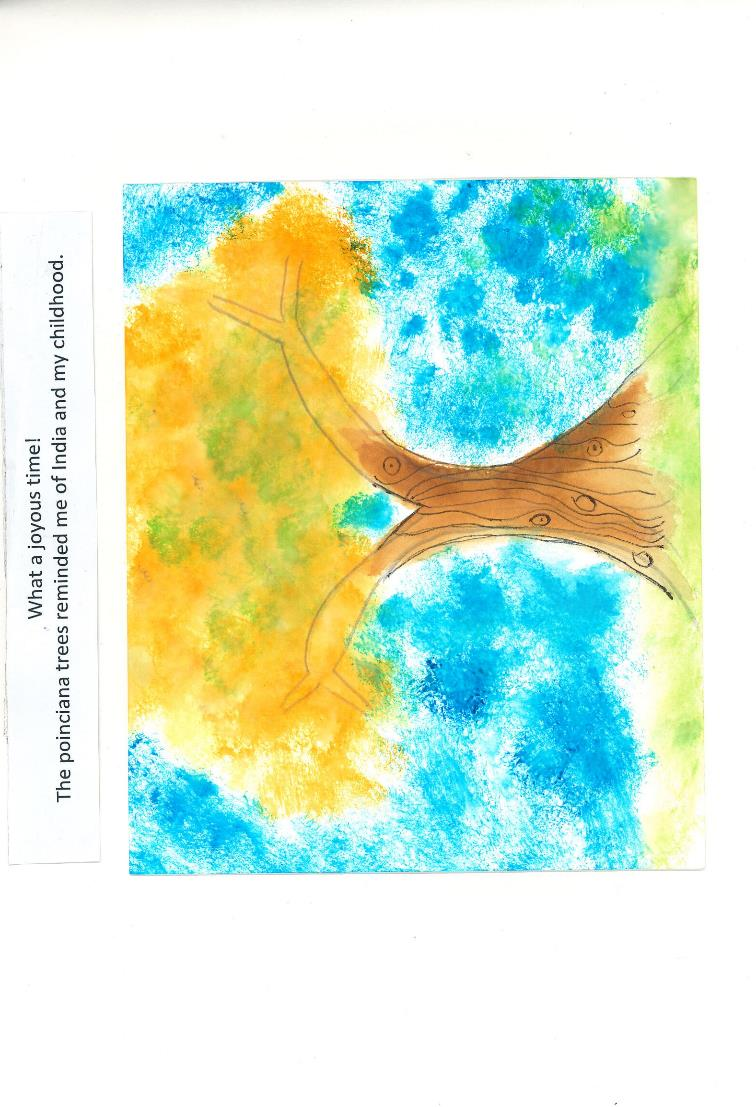 What a joyous time!
The poinciana trees reminded me of India and my childhood.